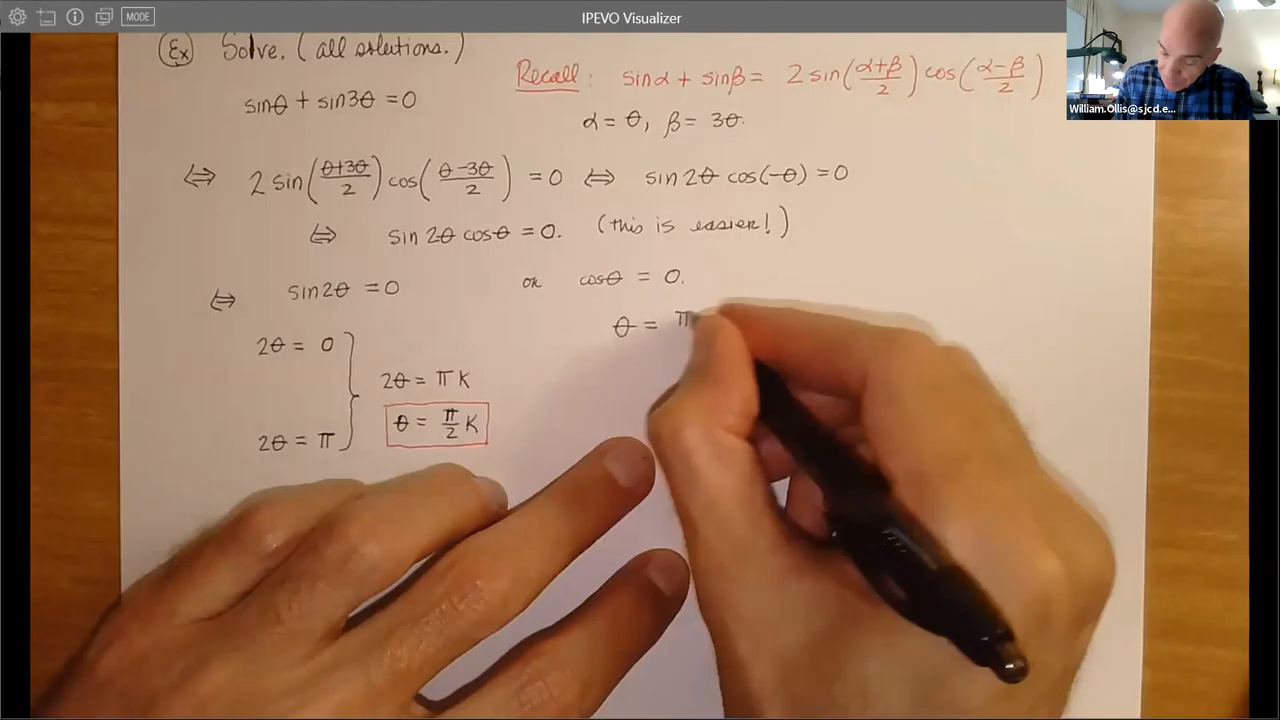 MODE
IPEVO Visualizer
William.Ollis@sjcd.e...
Ex Solve. (all solutions.)
Recall: sinα + sinβ = 2 sin((α+β)/2) cos((α-β)/2)
sinθ + sin3θ = 0
α = θ, β = 3θ.
⇔ 2 sin((θ+3θ)/2) cos((θ-3θ)/2) = 0 ⇔ sin 2θ cos(-θ) = 0
⇔ sin 2θ cosθ = 0. (this is easier!)
⇔ sin2θ = 0 or cosθ = 0.
θ = π
2θ = 0
2θ = πK
θ = π/2 K
2θ = π